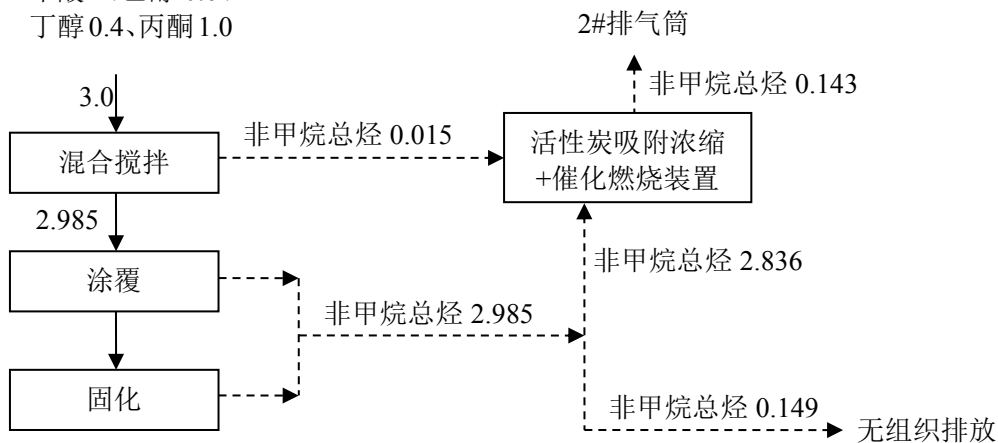 丁醇 0.4、丙酮 1.0
2#排气筒
3.0
非甲烷总烃 0.143
非甲烷总烃 0.015
混合搅拌
活性炭吸附浓缩
+催化燃烧装置
2.985
非甲烷总烃 2.836
涂覆
非甲烷总烃 2.985
固化
非甲烷总烃 0.149
无组织排放